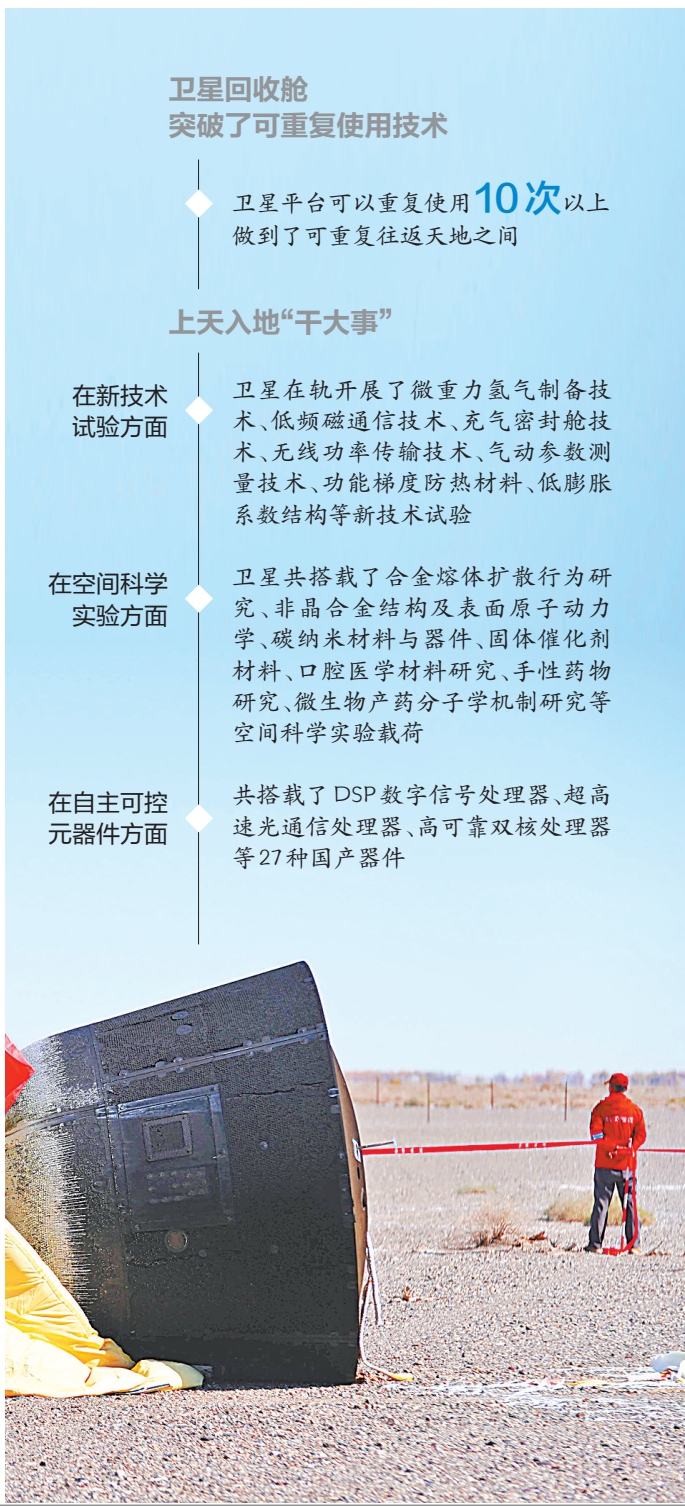 卫星回收舱
突破了可重复使用技术
卫星平台可以重复使用10次以上
做到了可重复往返天地之间
上天入地“干大事”
在新技术
试验方面
卫星在轨开展了微重力氢气制备技
术、低频磁通信技术、充气密封舱技
术、无线功率传输技术、气动参数测
量技术、功能梯度防热材料、低膨胀
系数结构等新技术试验
在空间科学
实验方面
卫星共搭载了合金熔体扩散行为研
究、非晶合金结构及表面原子动力
学、碳纳米材料与器件、固体催化剂
材料、口腔医学材料研究、手性药物
研究、微生物产药分子学机制研究等
空间科学实验载荷
在自主可控
元器件方面
共搭载了DSP数字信号处理器、超高
速光通信处理器、高可靠双核处理器
等27种国产器件